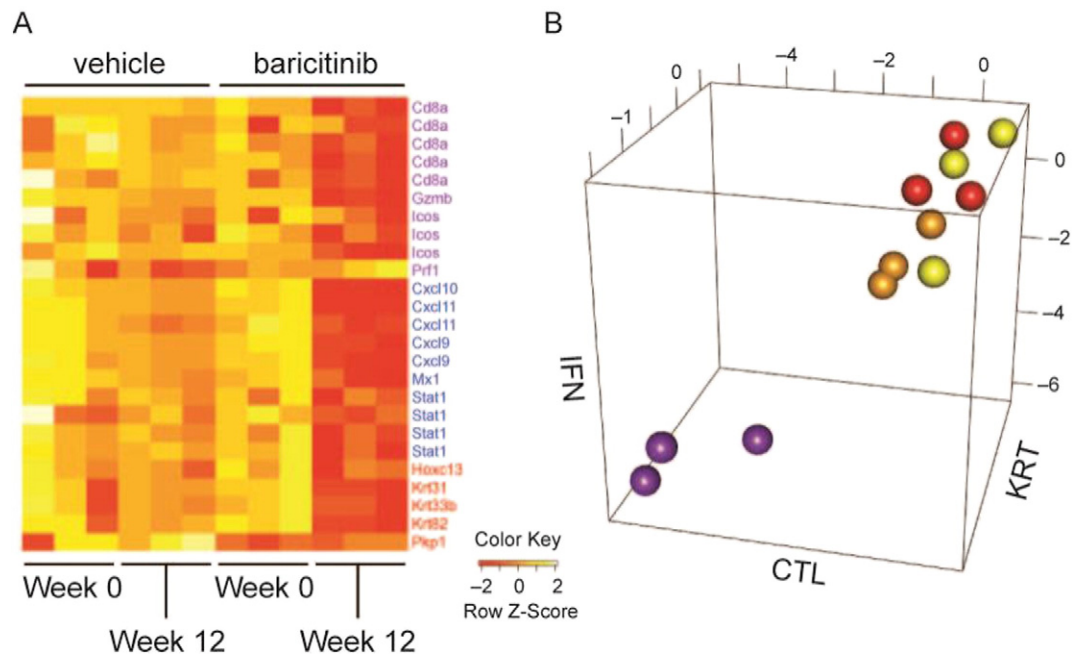 A
vehicle
baricitinib
Cd8a
Cd8a
Cd8a
Cd8a
Cd8a
Gzmb
Icos
Icos
Icos
Prf1
Cxcl10
Cxcl11
Cxcl11
Cxcl9
Cxcl9
Mx1
Stat1
Stat1
Stat1
Stat1
Hoxc13
Krt31
Krt33b
Krt82
Pkp1
Week 0
Week 12
Week 0
Week 12
Color Key
–2 0 2
Row Z-Score
B
–1 0
–4 –2 0
0
–2
–4
–6
IFN
CTL
KRT